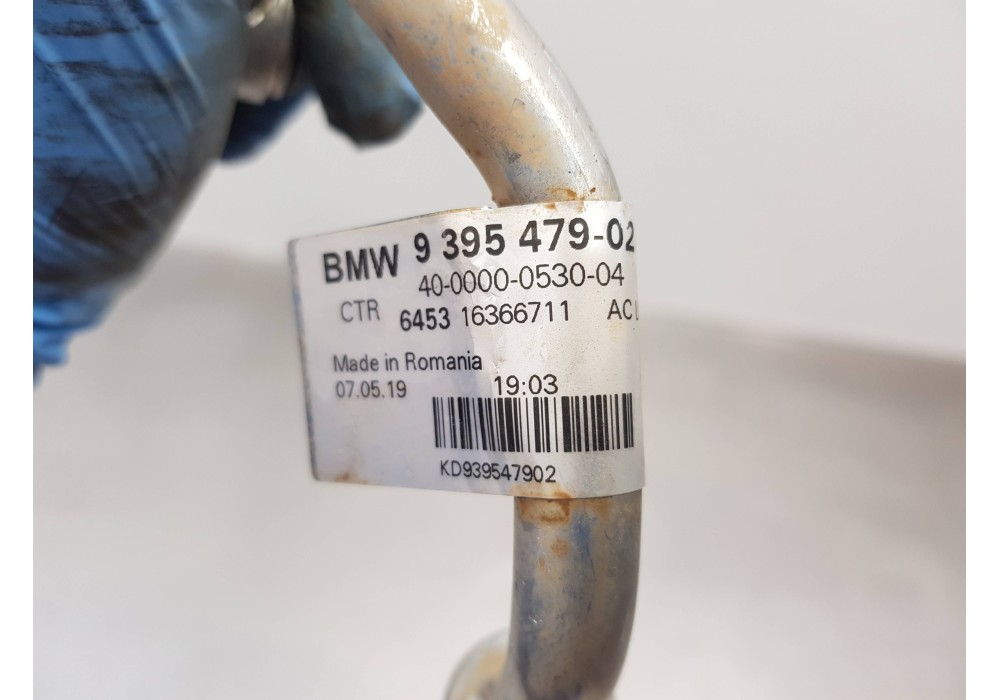 BMW 9 395 479-02
40-0000-0530-04
CTR 6453 16366711 AC
Made in Romania
07.05.19 19:03
KD939547902